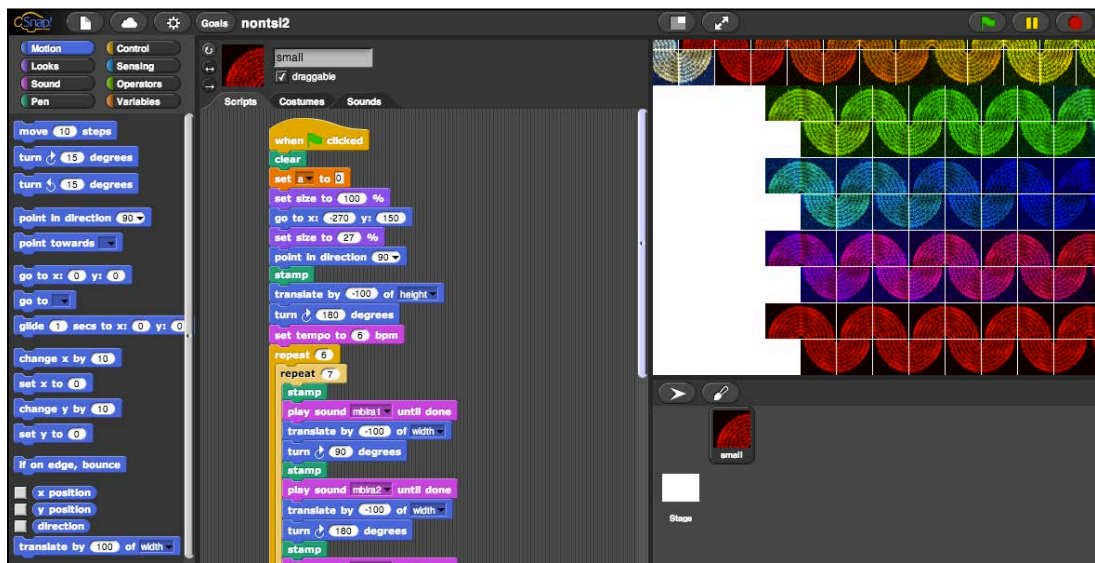 CSnap!
Goals nontsi2
Motion Control
Looks Sensing
Sound Operators
Pen Variables
move 10 steps
turn 15 degrees
turn 15 degrees
point in direction 90
point towards
go to x: 0 y: 0
go to
glide 1 secs to x: 0 y: 0
change x by 10
set x to 0
change y by 10
set y to 0
if on edge, bounce
x position
y position
direction
translate by 100 of width
small
draggable
Scripts Costumes Sounds
when clicked
clear
set a to 0
set size to 100 %
go to x: -270 y: 150
set size to 27 %
point in direction 90
stamp
translate by -100 of height
turn 180 degrees
set tempo to 6 bpm
repeat 6
repeat 7
stamp
play sound mbira1 until done
translate by -100 of width
turn 90 degrees
stamp
play sound mbira2 until done
translate by -100 of width
turn 180 degrees
stamp
small
Stage